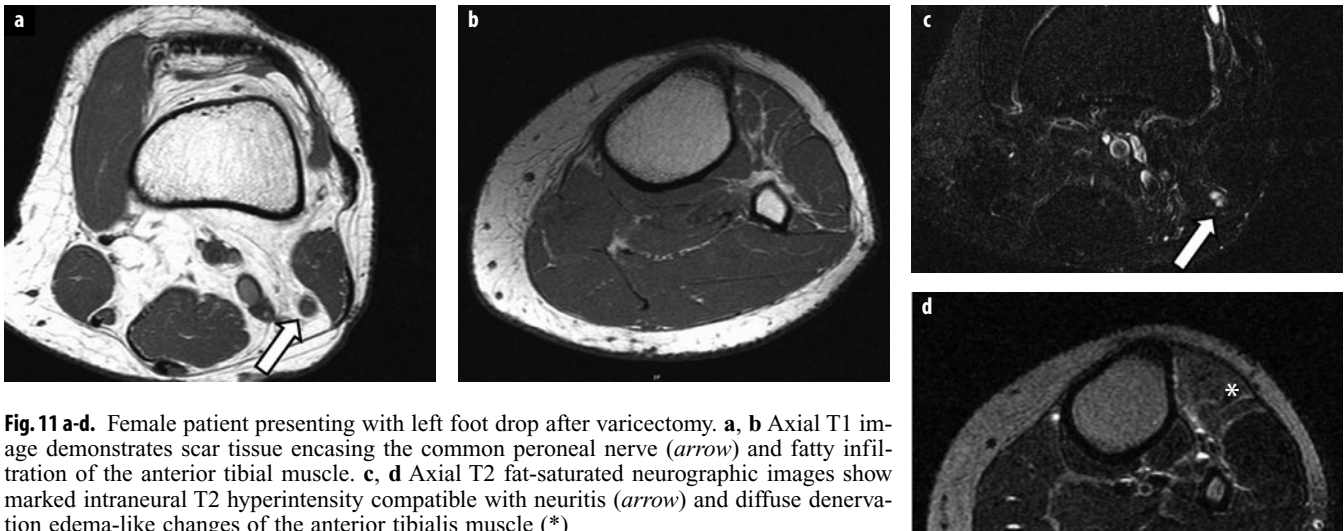 a
b
c
d
*
Fig. 11 a-d. Female patient presenting with left foot drop after varicectomy. a, b Axial T1 im-
age demonstrates scar tissue encasing the common peroneal nerve (arrow) and fatty infil-
tration of the anterior tibial muscle. c, d Axial T2 fat-saturated neurographic images show
marked intraneural T2 hyperintensity compatible with neuritis (arrow) and diffuse denerva-
tion edema-like changes of the anterior tibialis muscle (*)